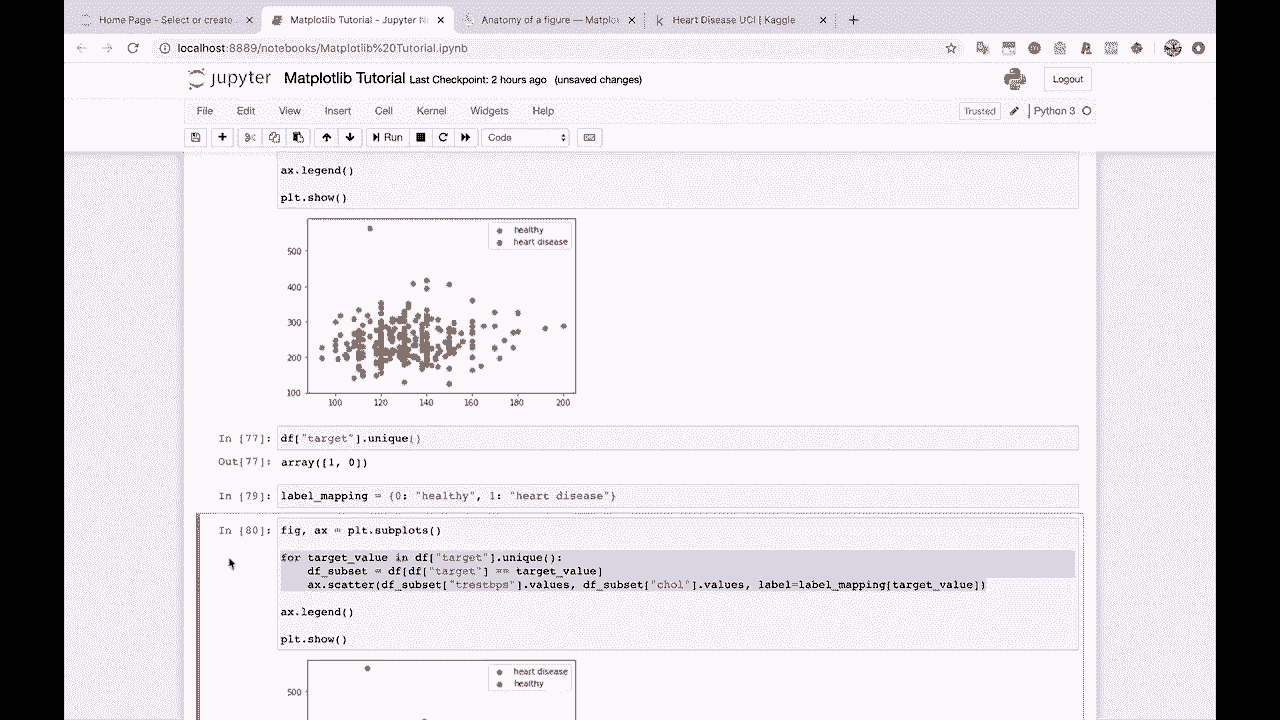 Home Page - Select or create
Matplotlib Tutorial - Jupyter N
Anatomy of a figure — Matplot
Heart Disease UCI | Kaggle
localhost:8889/notebooks/Matplotlib%20Tutorial.ipynb
jupyter Matplotlib Tutorial Last Checkpoint: 2 hours ago (unsaved changes)
Logout
File Edit View Insert Cell Kernel Widgets Help
Trusted
Python 3
Run
Code
ax.legend()
plt.show()
healthy
heart disease
500
400
300
200
100
100 120 140 160 180 200
In [77]: df["target"].unique()
Out[77]: array([1, 0])
In [79]: label_mapping = {0: "healthy", 1: "heart disease"}
In [80]: fig, ax = plt.subplots()
for target_value in df["target"].unique():
df_subset = df[df["target"] == target_value]
ax.scatter(df_subset["trestbps"].values, df_subset["chol"].values, label=label_mapping[target_value])
ax.legend()
plt.show()
heart disease
healthy
500